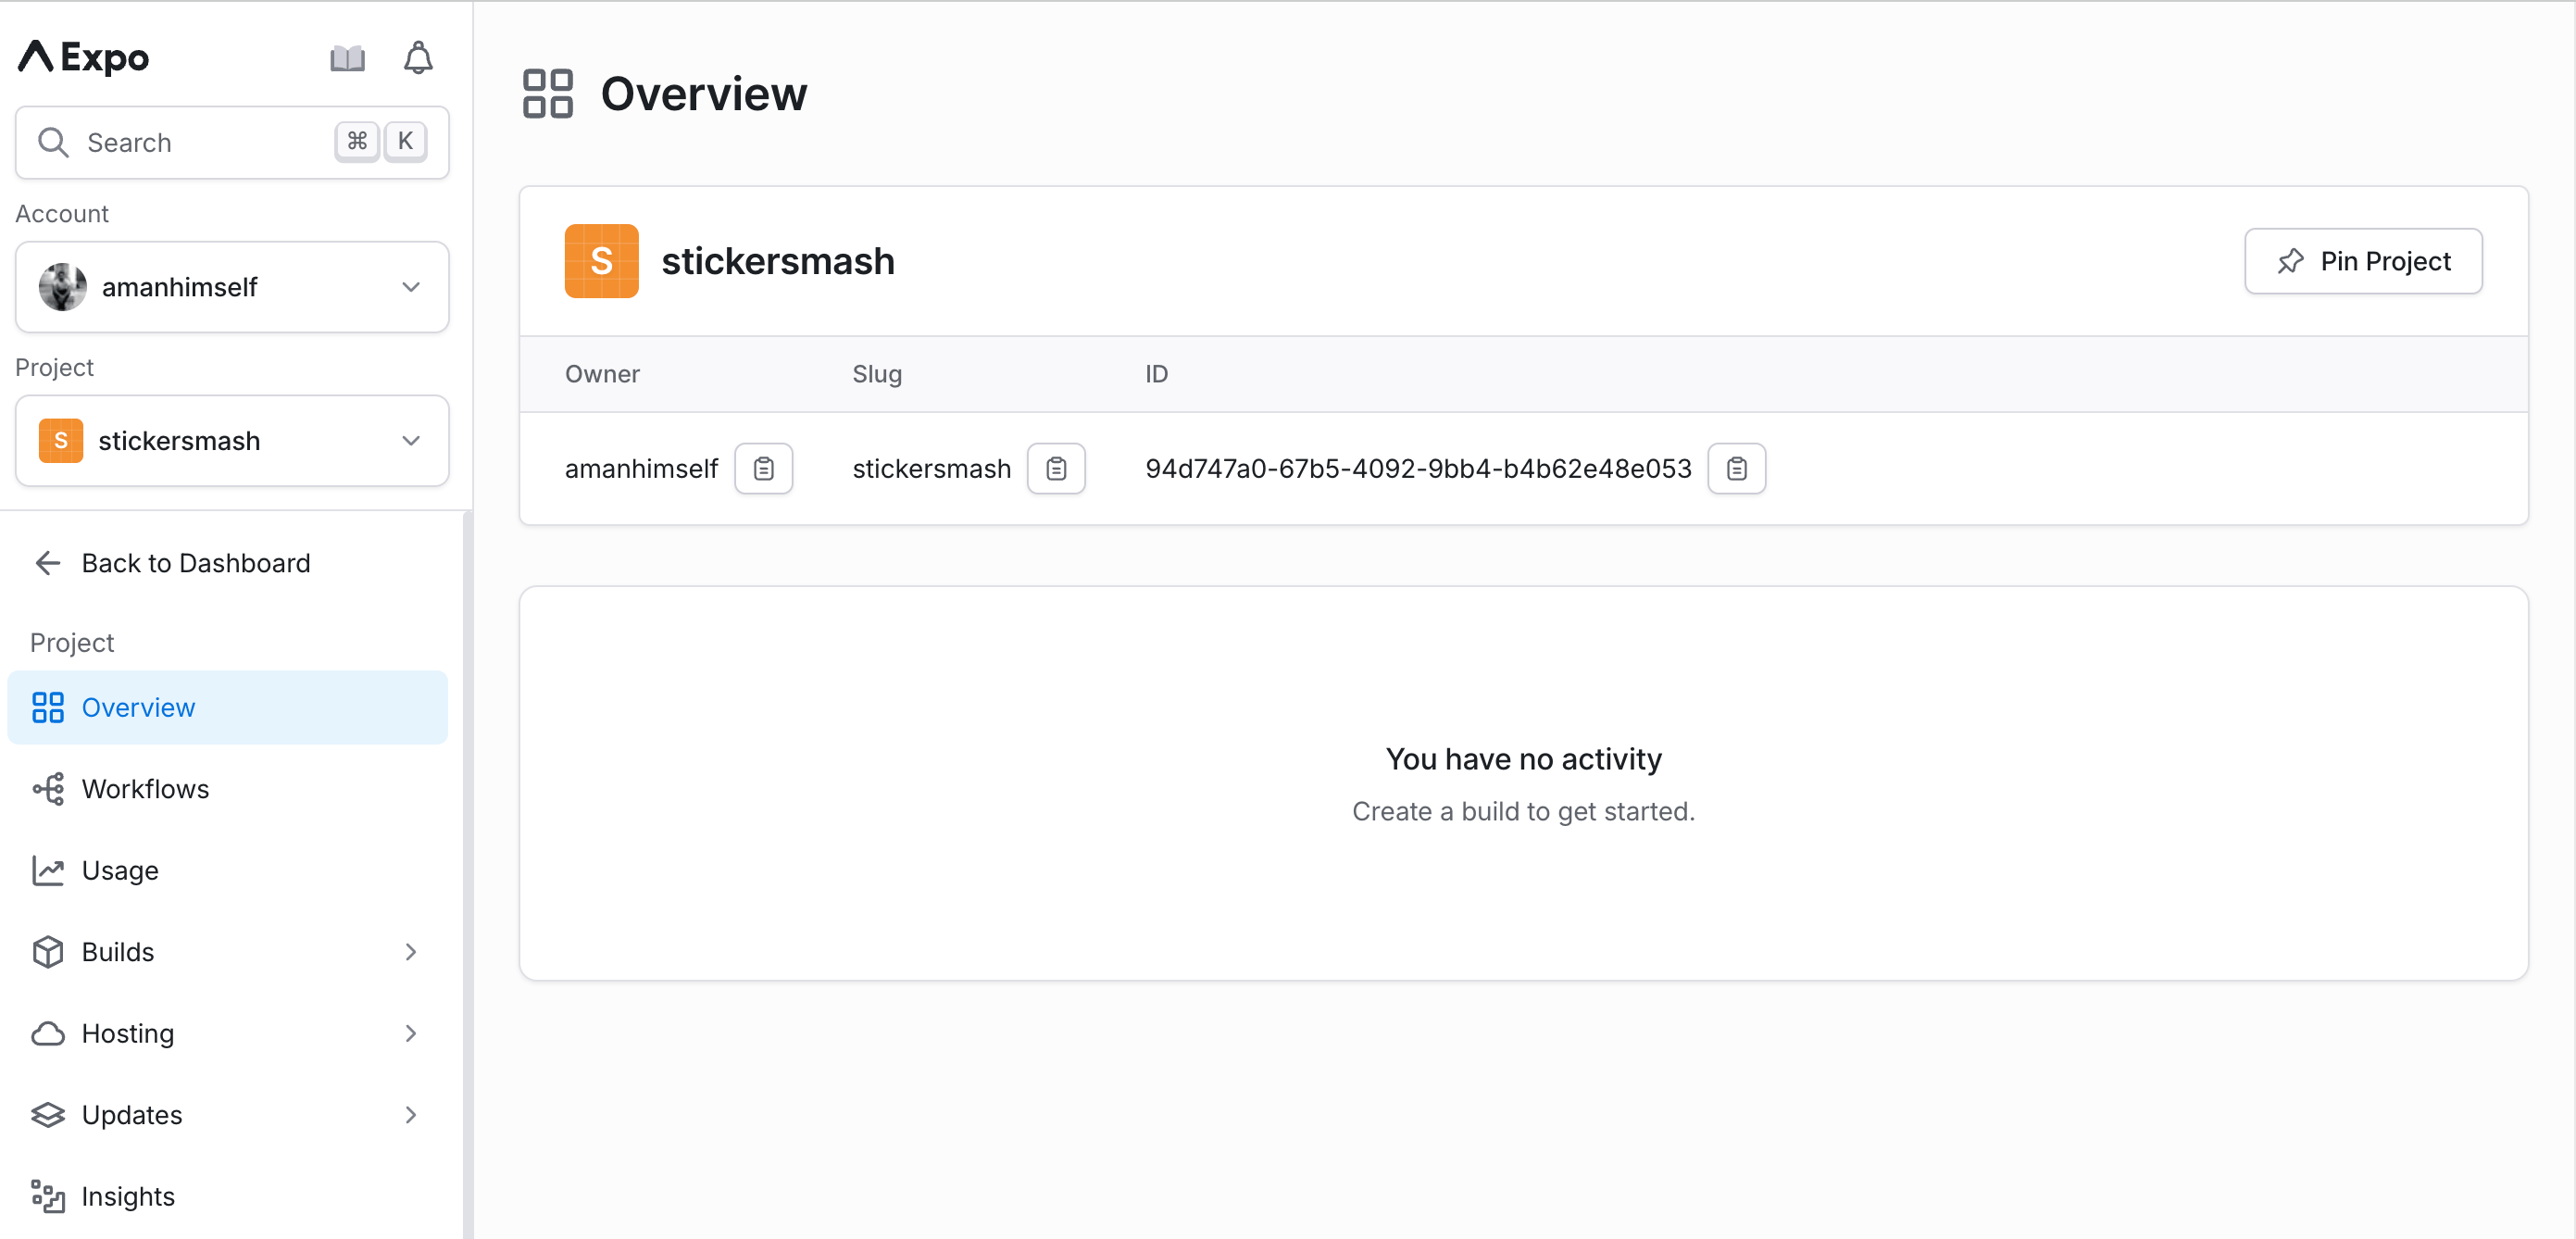 Expo
Search ⌘ K
Account
amanhimself
Project
S stickersmash
Back to Dashboard
Project
Overview
Workflows
Usage
Builds
Hosting
Updates
Insights
Overview
S stickersmash
Pin Project
Owner Slug ID
amanhimself stickersmash 94d747a0-67b5-4092-9bb4-b4b62e48e053
You have no activity
Create a build to get started.